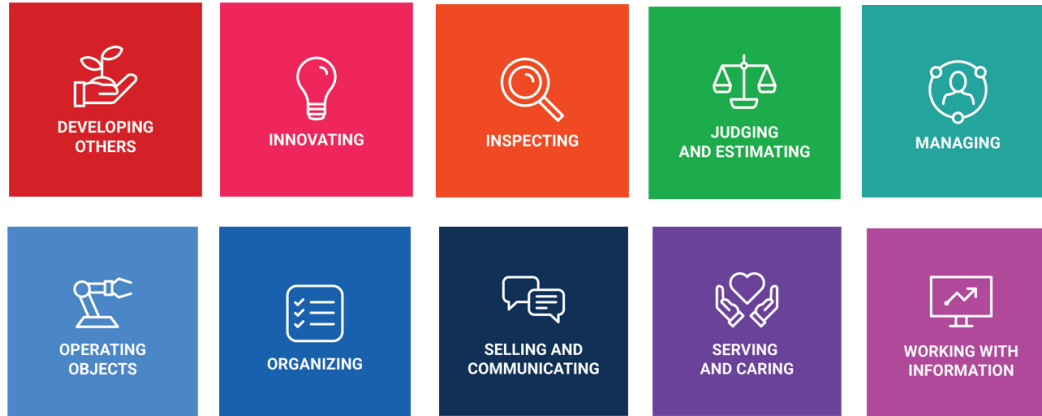 DEVELOPING
OTHERS
INNOVATING
INSPECTING
JUDGING
AND ESTIMATING
MANAGING
OPERATING
OBJECTS
ORGANIZING
SELLING AND
COMMUNICATING
SERVING
AND CARING
WORKING WITH
INFORMATION